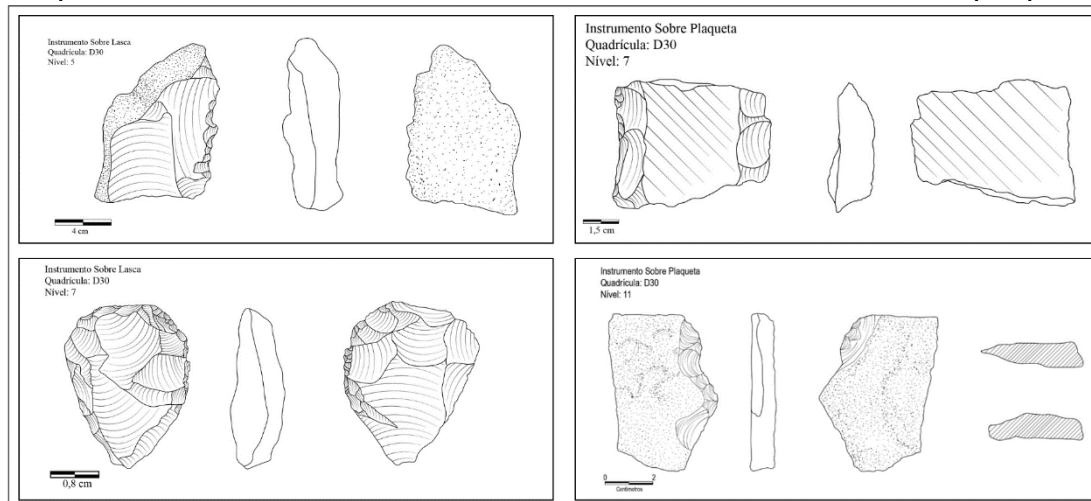 Instrumento Sobre Lasca
Quadrícula: D30
Nível: 5
4 cm
Instrumento Sobre Plaqueta
Quadrícula: D30
Nível: 7
1,5 cm
Instrumento Sobre Lasca
Quadrícula: D30
Nível: 7
0,8 cm
Instrumento Sobre Plaqueta
Quadrícula: D30
Nível: 11
0 2
Centímetros